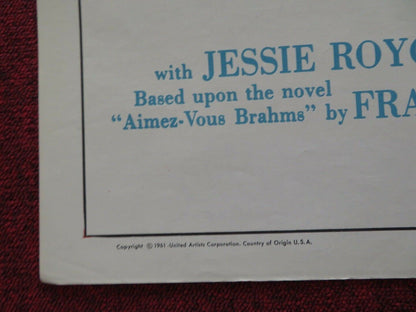 with JESSIE ROYC
Based upon the novel
“Aimez-Vous Brahms” by FRA
Copyright © 1961 United Artists Corporation. Country of Origin U.S.A.